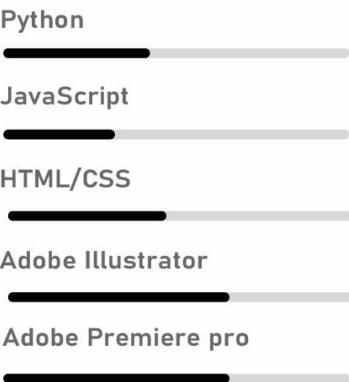 Python
JavaScript
HTML/CSS
Adobe Illustrator
Adobe Premiere pro